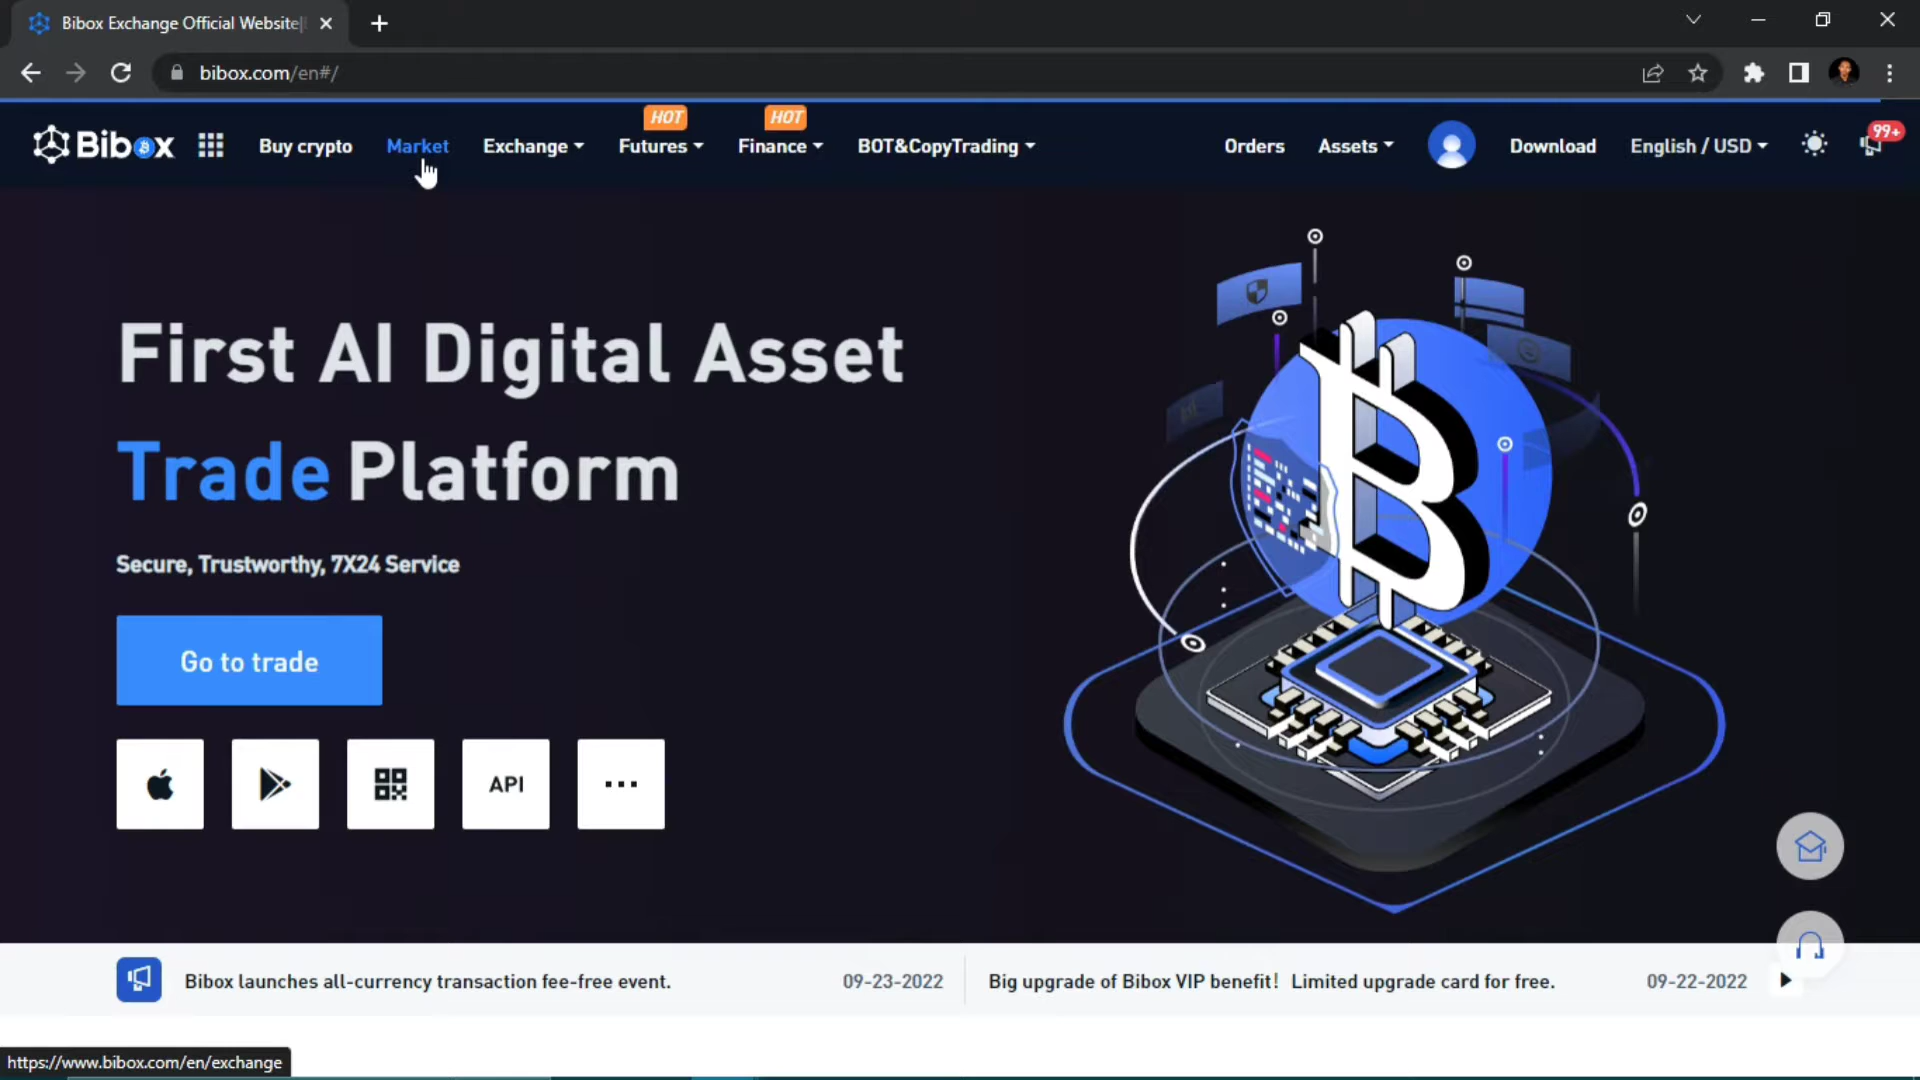 Bibox Exchange Official Website|
bibox.com/en#/
Bibox
Buy crypto
Market
Exchange
HOT
Futures
HOT
Finance
BOT&CopyTrading
Orders
Assets
Download
English / USD
99+
First AI Digital Asset
Trade Platform
Secure, Trustworthy, 7X24 Service
Go to trade
API
Bibox launches all-currency transaction fee-free event.
09-23-2022
Big upgrade of Bibox VIP benefit! Limited upgrade card for free.
09-22-2022
https://www.bibox.com/en/exchange